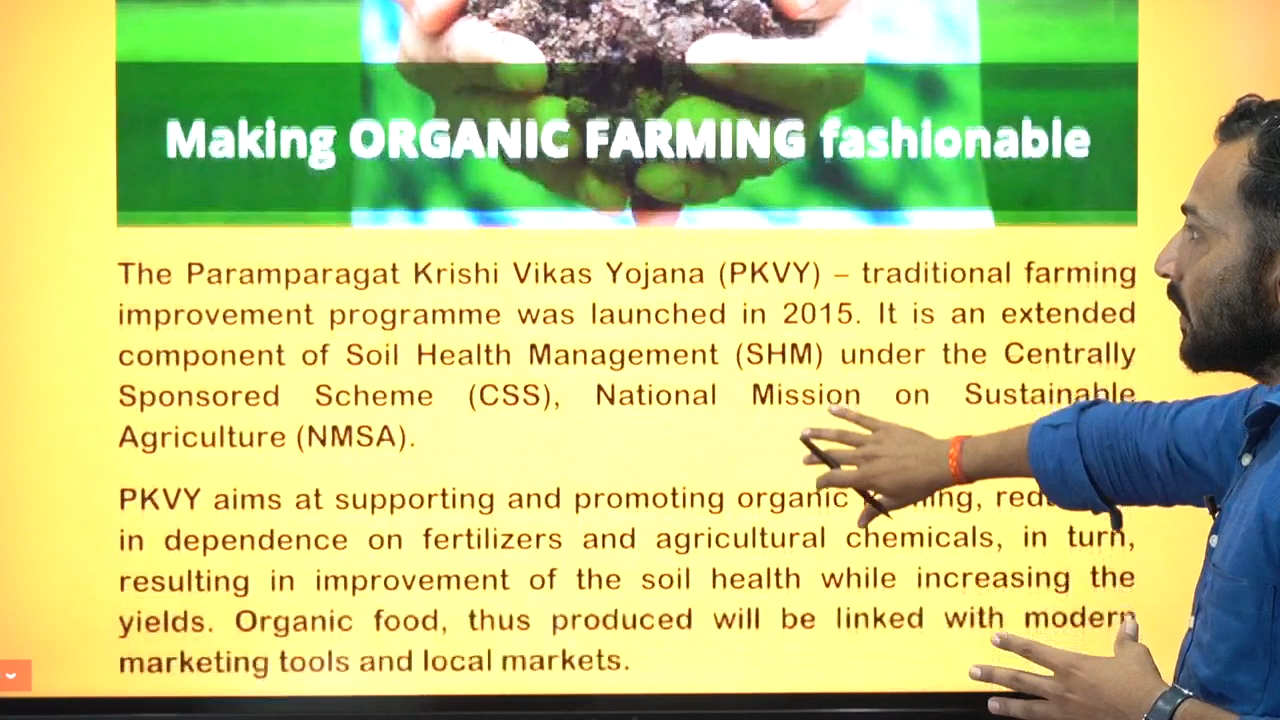 Making ORGANIC FARMING fashionable
The Paramparagat Krishi Vikas Yojana (PKVY) – traditional farming
improvement programme was launched in 2015. It is an extended
component of Soil Health Management (SHM) under the Centrally
Sponsored Scheme (CSS), National Mission on Sustainable
Agriculture (NMSA).
PKVY aims at supporting and promoting organic
in dependence on fertilizers and agricultural chemicals, in turn,
resulting in improvement of the soil health while increasing the
yields. Organic food, thus produced will be linked with modern
marketing tools and local markets.